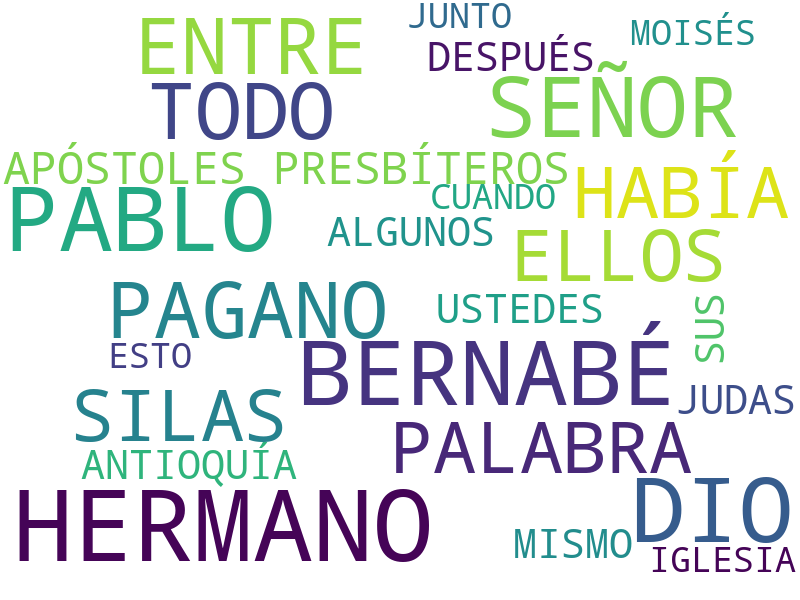 JUNTO
ENTRE
MOISÉS
DESPUÉS
TODO
SEÑOR
APÓSTOLES PRESBÍTEROS
PABLO
CUANDO
HABÍA
ALGUNOS
ELLOS
PAGANO
USTEDES
SUS
ESTO
BERNABÉ
SILAS
JUDAS
PALABRA
ANTIOQUÍA
HERMANO
DIO
MISMO
IGLESIA